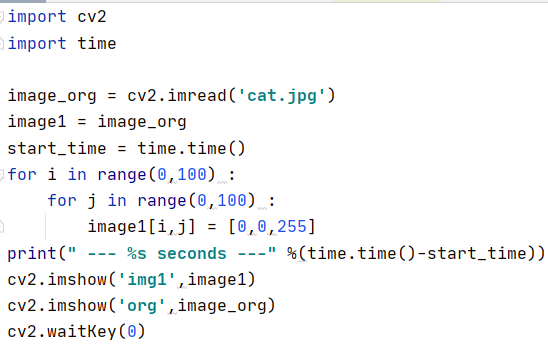 import cv2
import time

image_org = cv2.imread('cat.jpg')
image1 = image_org
start_time = time.time()
for i in range(0,100) :
    for j in range(0,100) :
        image1[i,j] = [0,0,255]
print(" --- %s seconds ---" %(time.time()-start_time))
cv2.imshow('img1',image1)
cv2.imshow('org',image_org)
cv2.waitKey(0)